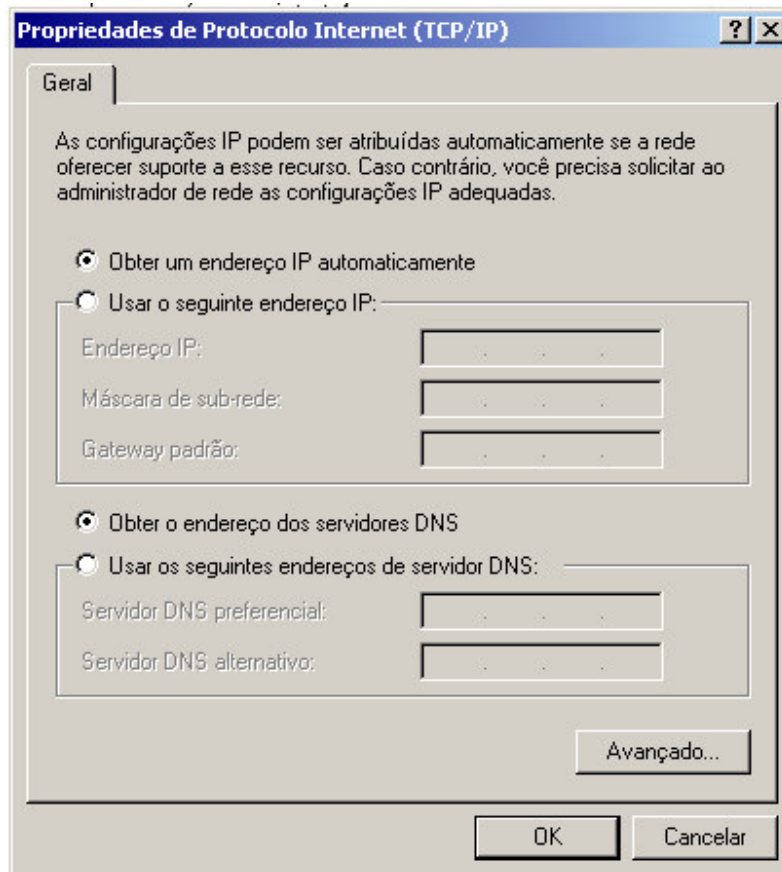 Propriedades de Protocolo Internet (TCP/IP)
Geral
As configurações IP podem ser atribuídas automaticamente se a rede
oferecer suporte a esse recurso. Caso contrário, você precisa solicitar ao
administrador de rede as configurações IP adequadas.
Obter um endereço IP automaticamente
Usar o seguinte endereço IP:
Endereço IP:
Máscara de sub-rede:
Gateway padrão:
Obter o endereço dos servidores DNS
Usar os seguintes endereços de servidor DNS:
Servidor DNS preferencial:
Servidor DNS alternativo:
Avançado...
OK Cancelar